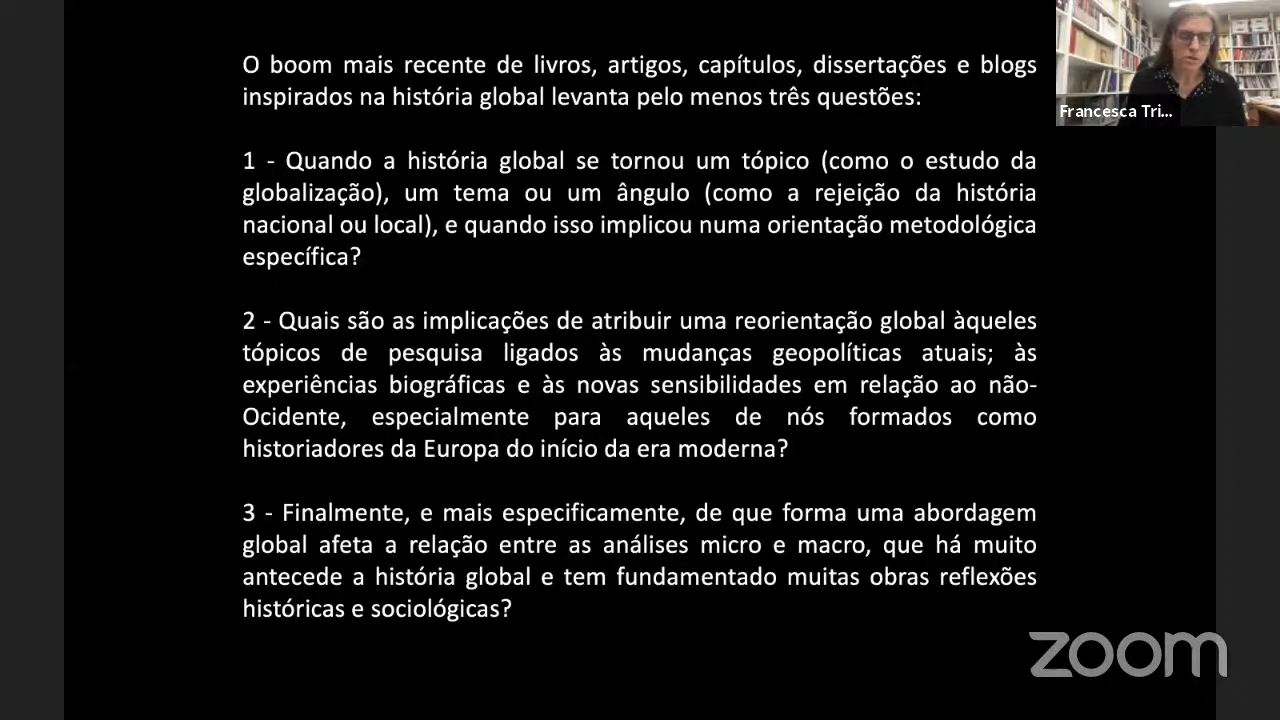 O boom mais recente de livros, artigos, capítulos, dissertações e blogs
inspirados na história global levanta pelo menos três questões:
1 - Quando a história global se tornou um tópico (como o estudo da
globalização), um tema ou um ângulo (como a rejeição da história
nacional ou local), e quando isso implicou numa orientação metodológica
específica?
2 - Quais são as implicações de atribuir uma reorientação global àqueles
tópicos de pesquisa ligados às mudanças geopolíticas atuais; às
experiências biográficas e às novas sensibilidades em relação ao não-
Ocidente, especialmente para aqueles de nós formados como
historiadores da Europa do início da era moderna?
3 - Finalmente, e mais especificamente, de que forma uma abordagem
global afeta a relação entre as análises micro e macro, que há muito
antecede a história global e tem fundamentado muitas obras reflexões
históricas e sociológicas?
Francesca Tri...
zoom